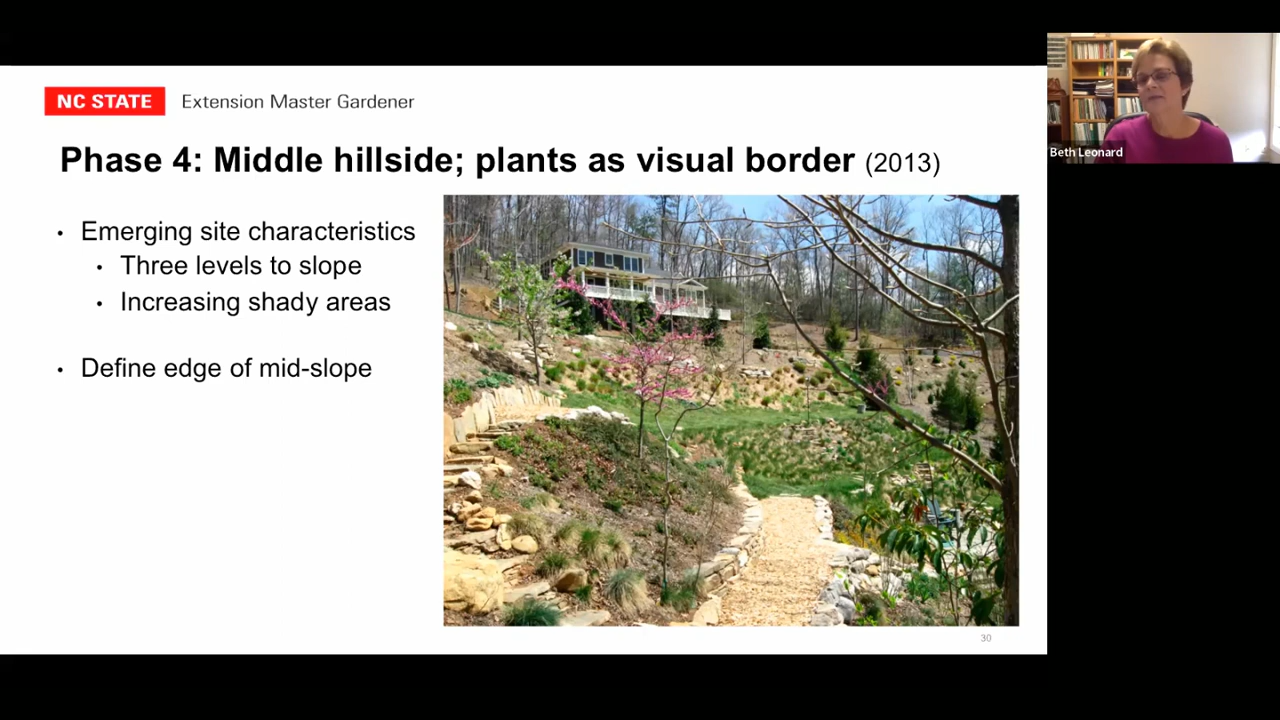 NC STATE Extension Master Gardener
Phase 4: Middle hillside; plants as visual border (2013)
• Emerging site characteristics
• Three levels to slope
• Increasing shady areas
• Define edge of mid-slope
30
Beth Leonard